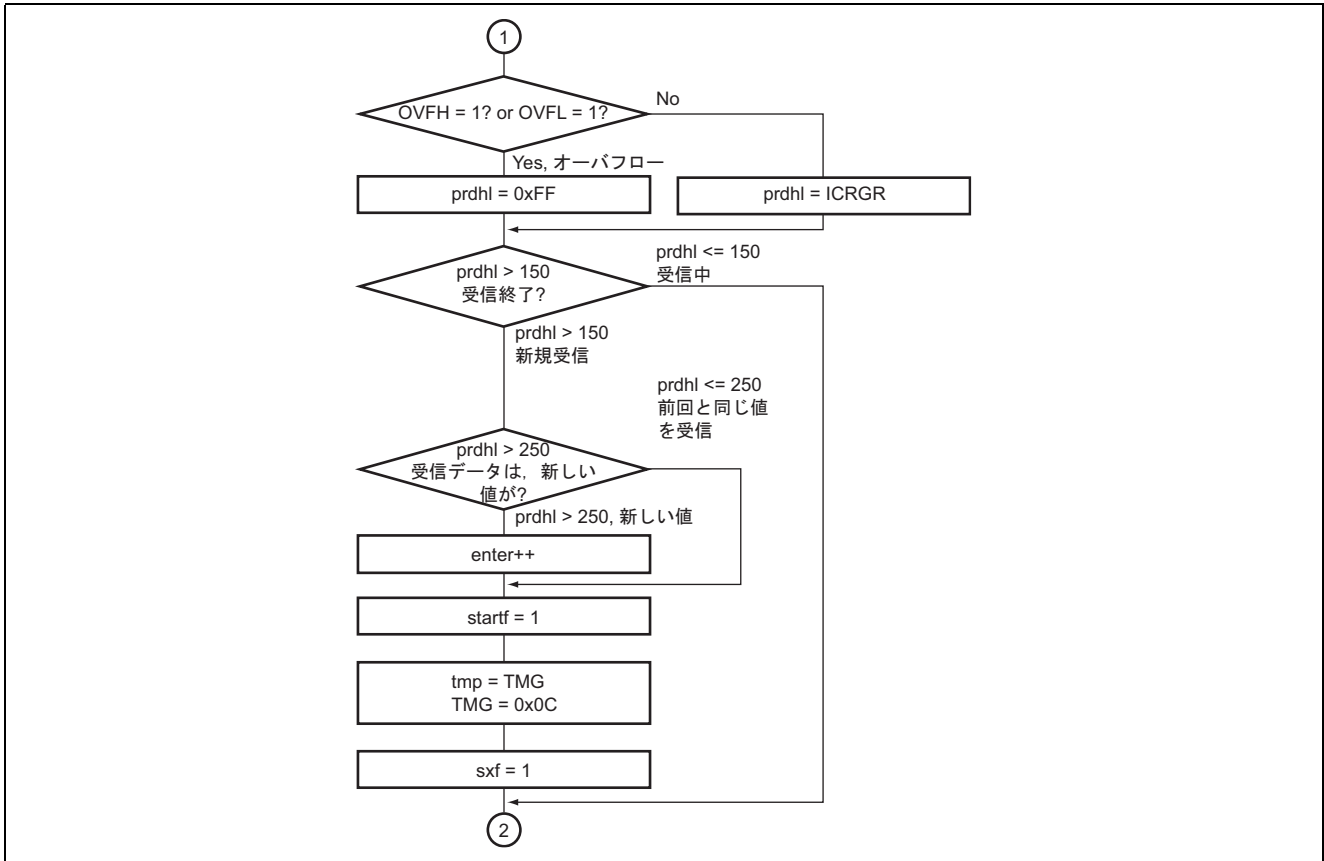 1
OVFH = 1? or OVFL = 1?
No
Yes, オーバフロー
prdhl = 0xFF
prdhl = ICRGR
prdhl > 150
受信終了?
prdhl <= 150
受信中
prdhl > 150
新規受信
prdhl <= 250
前回と同じ値
を受信
prdhl > 250
受信データは，新しい
値が?
prdhl > 250, 新しい値
enter++
startf = 1
tmp = TMG
TMG = 0x0C
sxf = 1
2